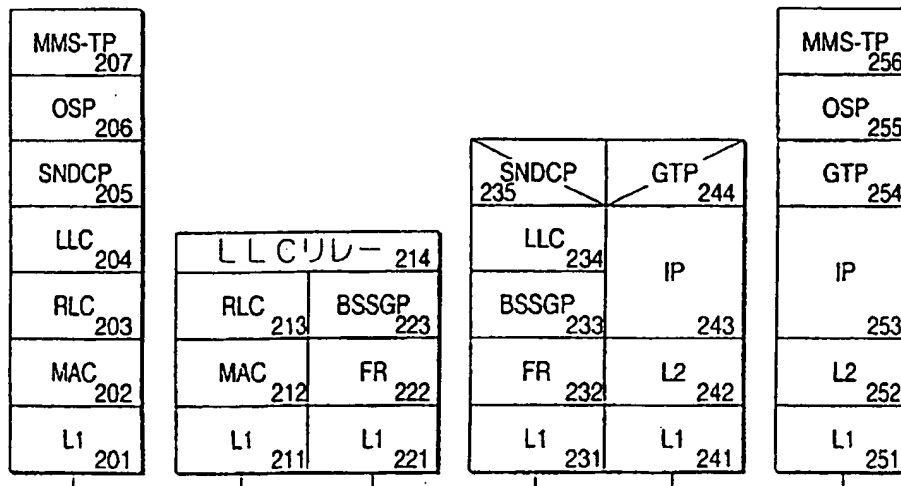 MMS-TP 207
OSP 206
SNDCP 205
LLC 204
RLC 203
MAC 202
L1 201
LLCリレー 214
RLC 213
BSSGP 223
MAC 212
FR 222
L1 211
L1 221
SNDCP 235
GTP 244
LLC 234
IP 243
BSSGP 233
FR 232
L2 242
L1 231
L1 241
MMS-TP 256
OSP 255
GTP 254
IP 253
L2 252
L1 251